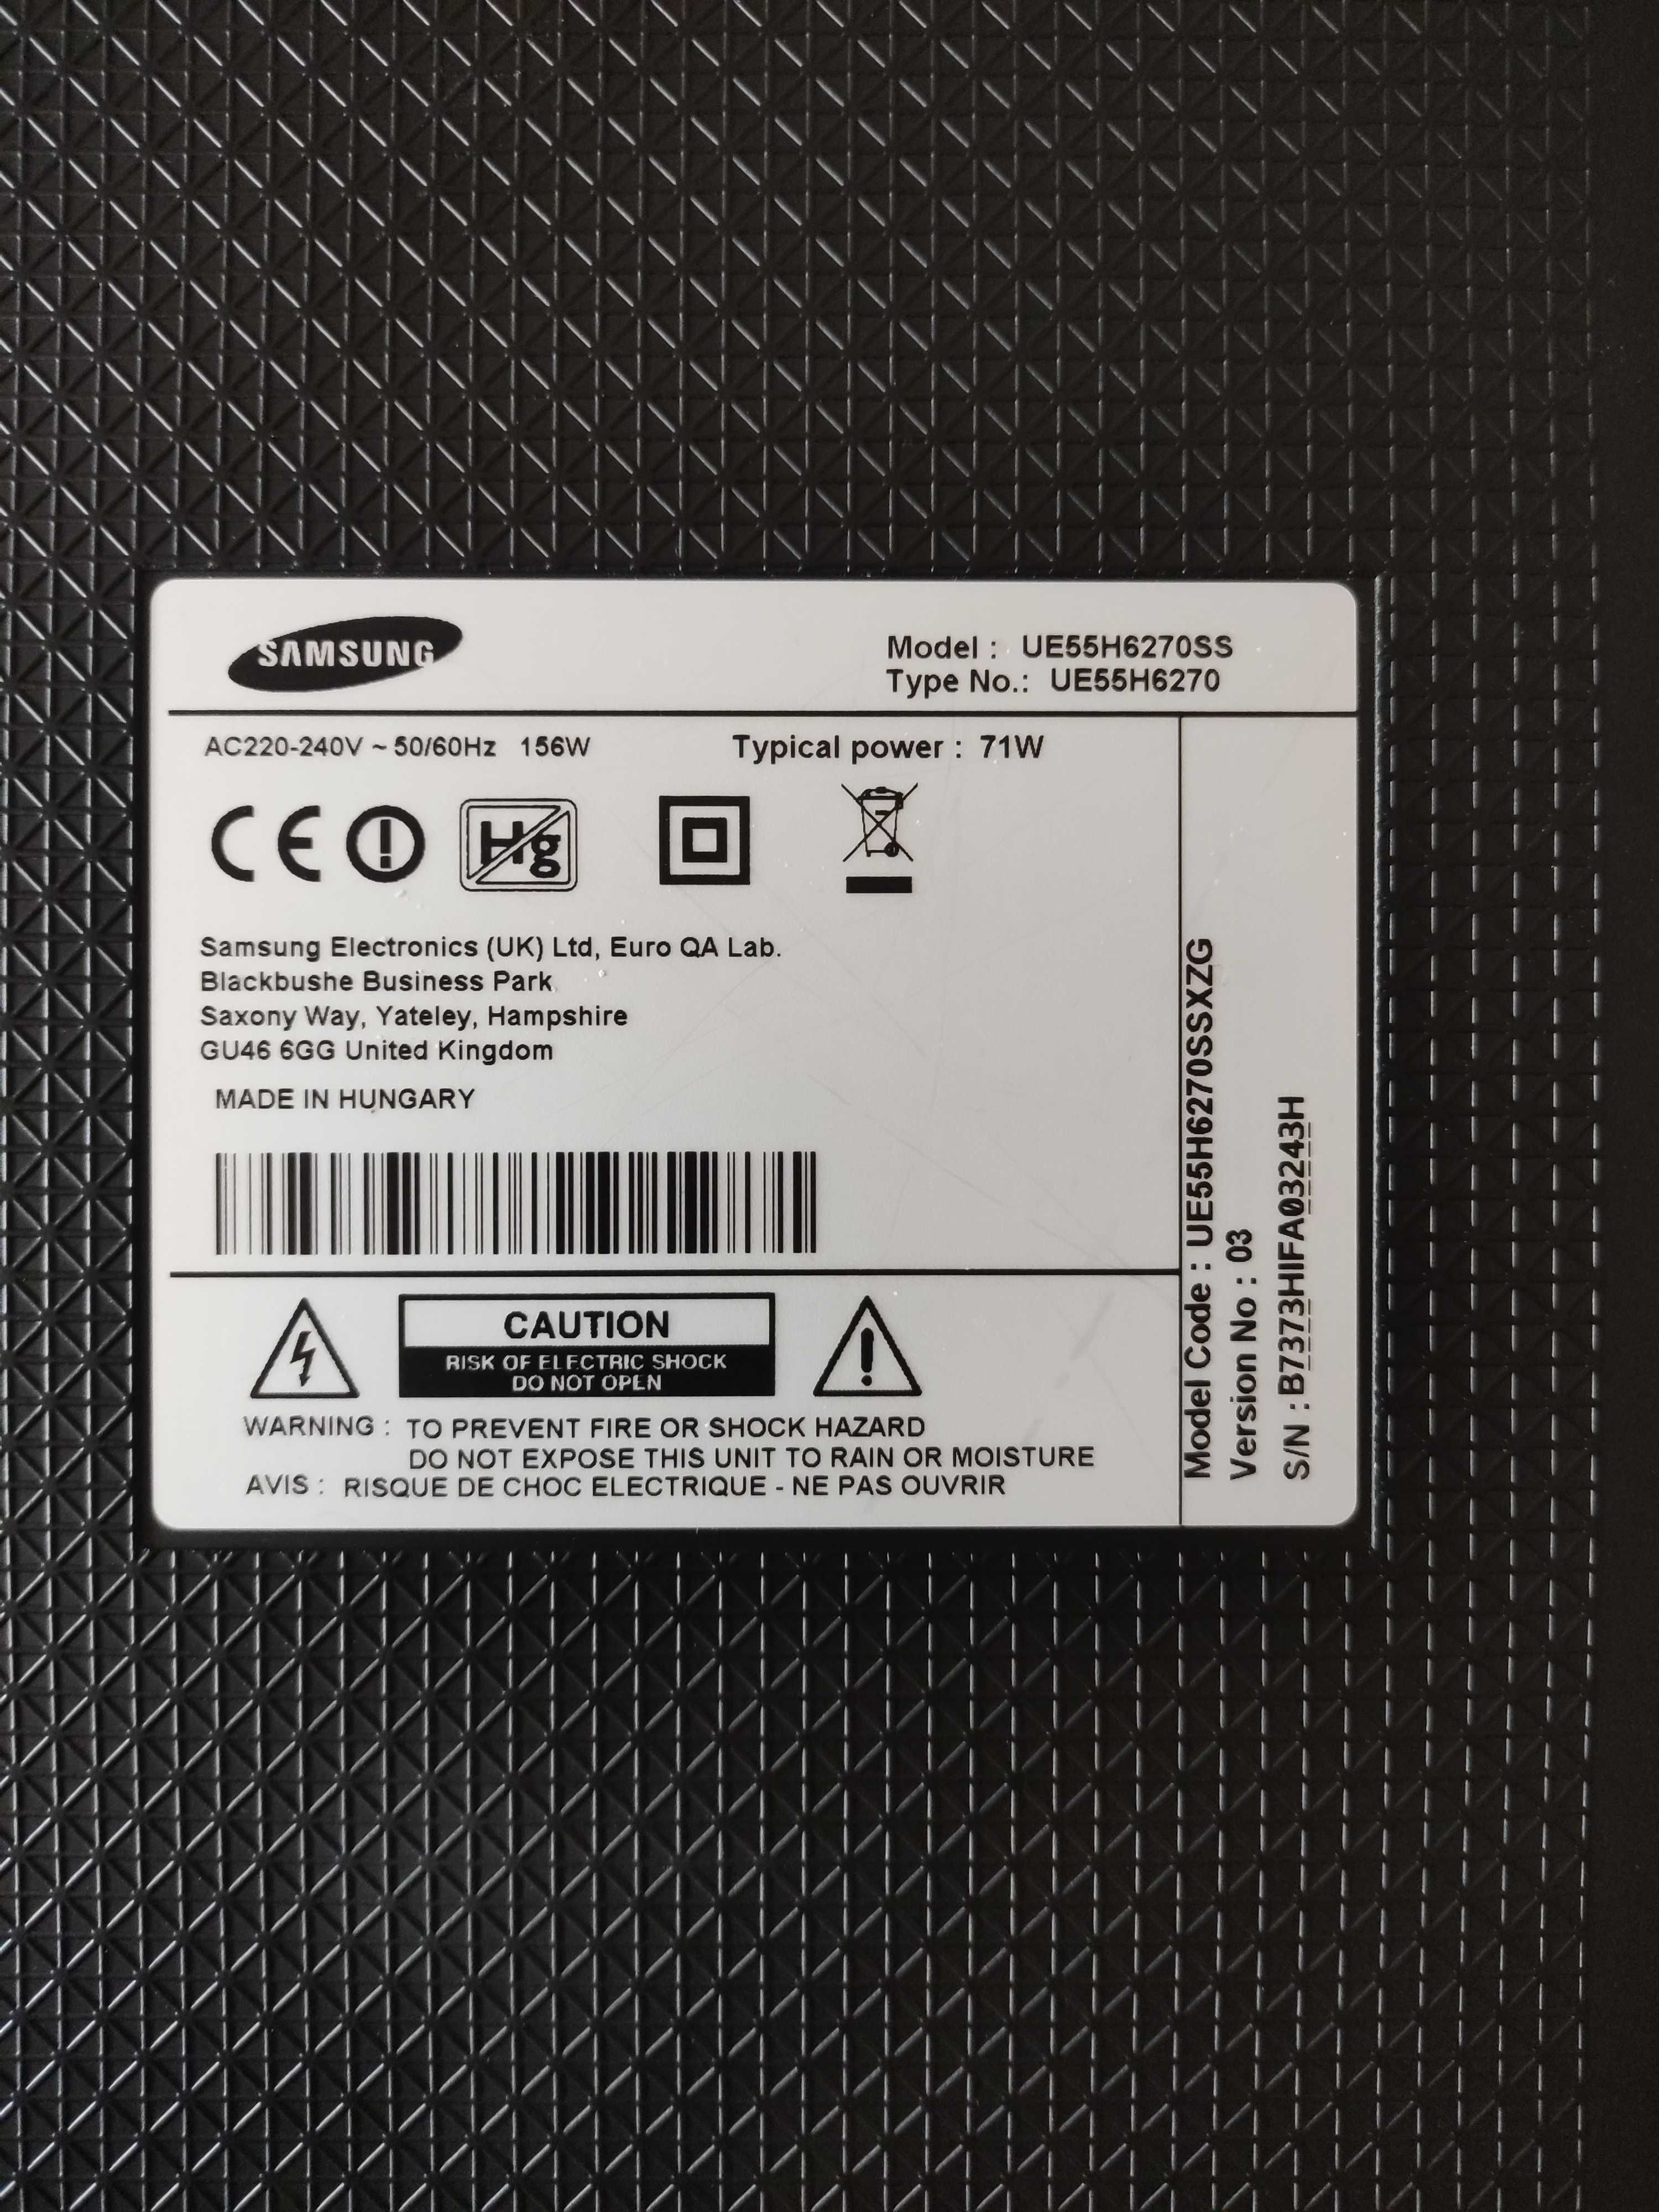 SAMSUNG
Model : UE55H6270SS
Type No.: UE55H6270
AC220-240V ~ 50/60Hz 156W
Typical power : 71W
CE
Hg
Samsung Electronics (UK) Ltd, Euro QA Lab.
Blackbushe Business Park
Saxony Way, Yateley, Hampshire
GU46 6GG United Kingdom
MADE IN HUNGARY
CAUTION
RISK OF ELECTRIC SHOCK
DO NOT OPEN
WARNING : TO PREVENT FIRE OR SHOCK HAZARD
DO NOT EXPOSE THIS UNIT TO RAIN OR MOISTURE
AVIS : RISQUE DE CHOC ELECTRIQUE - NE PAS OUVRIR
Model Code : UE55H6270SSXZG
Version No : 03
S/N : B7373HIFA03243H